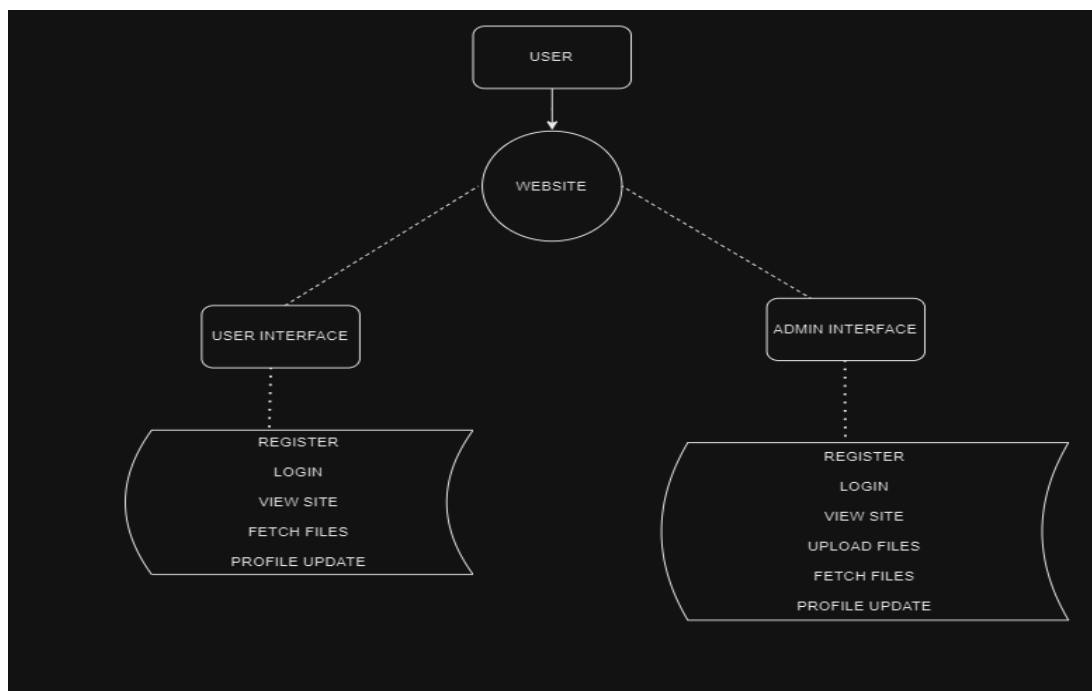 USER
WEBSITE
USER INTERFACE
ADMIN INTERFACE
REGISTER
LOGIN
VIEW SITE
FETCH FILES
PROFILE UPDATE
REGISTER
LOGIN
VIEW SITE
UPLOAD FILES
FETCH FILES
PROFILE UPDATE